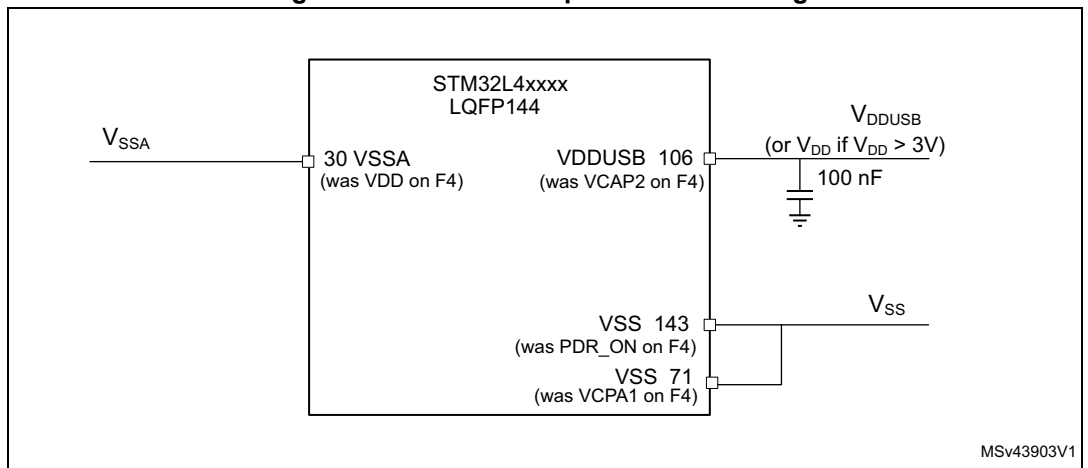 STM32L4xxxx
LQFP144
VSSA
30 VSSA
(was VDD on F4)
VDDUSB 106
(was VCAP2 on F4)
VDDUSB
(or VDD if VDD > 3V)
100 nF
VSS 143
(was PDR_ON on F4)
VSS 71
(was VCPA1 on F4)
VSS
MSv43903V1